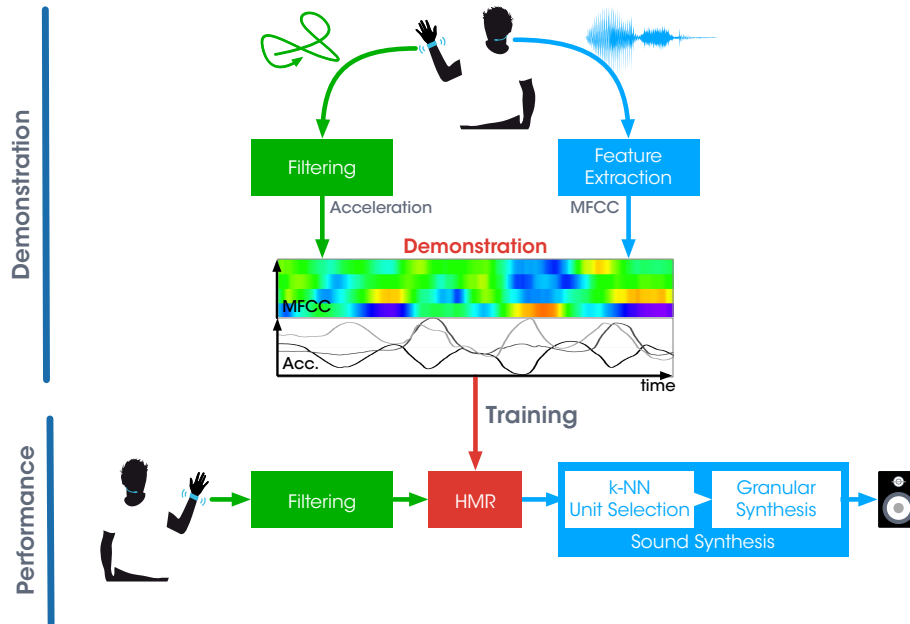 Demonstration
Filtering
Feature
Extraction
Acceleration
MFCC
Demonstration
MFCC
Acc.
time
Training
Performance
Filtering
HMR
k-NN
Unit Selection
Granular
Synthesis
Sound Synthesis